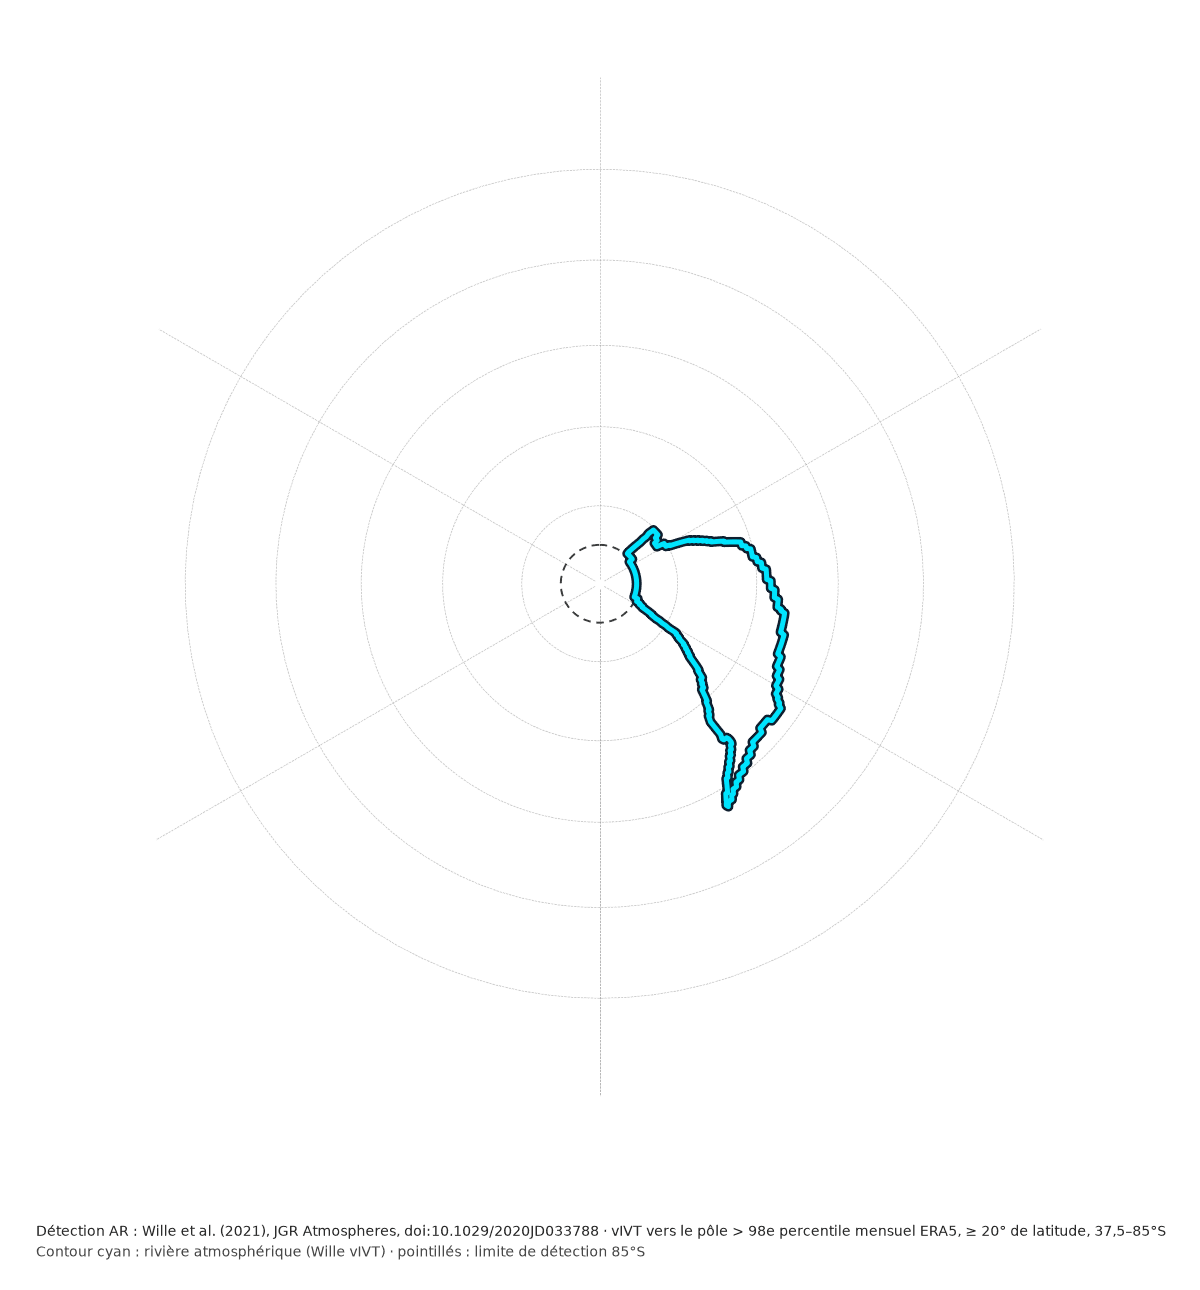 Détection AR : Wille et al. (2021), JGR Atmospheres, doi:10.1029/2020JD033788 · vIVT vers le pôle > 98e percentile mensuel ERA5, ≥ 20° de latitude, 37,5–85°S
Contour cyan : rivière atmosphérique (Wille vIVT) · pointillés : limite de détection 85°S